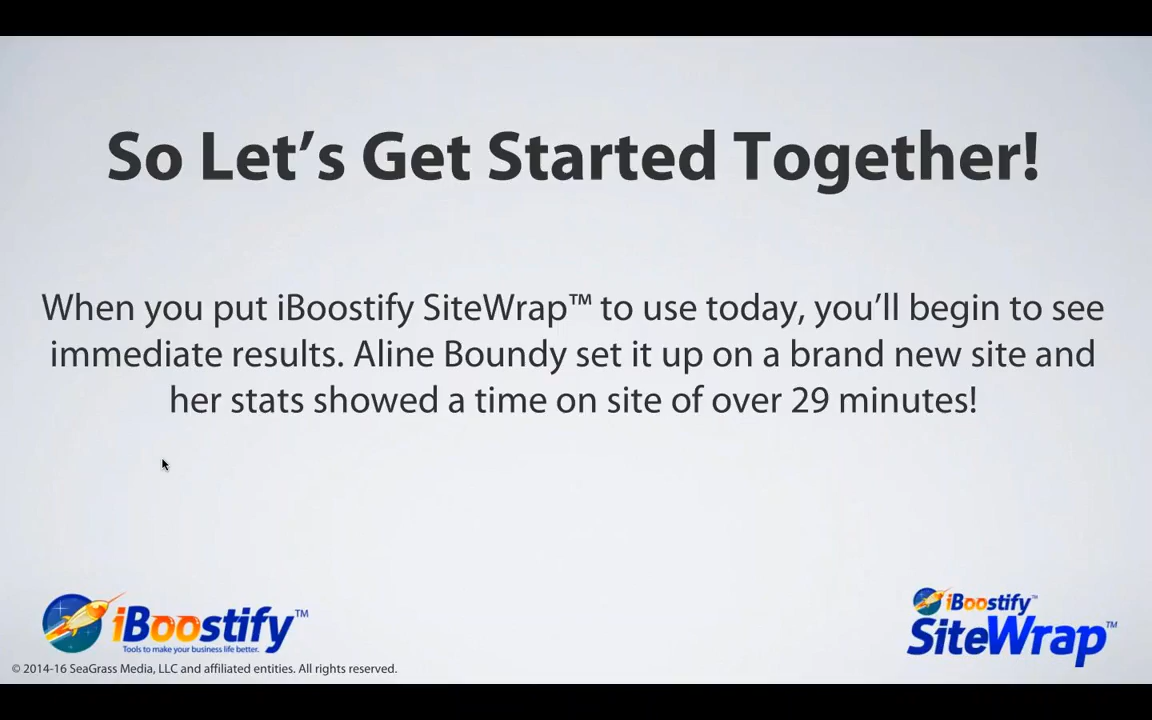 So Let’s Get Started Together!
When you put iBoostify SiteWrap™ to use today, you’ll begin to see
immediate results. Aline Boundy set it up on a brand new site and
her stats showed a time on site of over 29 minutes!
iBoostify™
Tools to make your business life better.
iBoostify™
SiteWrap™
© 2014-16 SeaGrass Media, LLC and affiliated entities. All rights reserved.